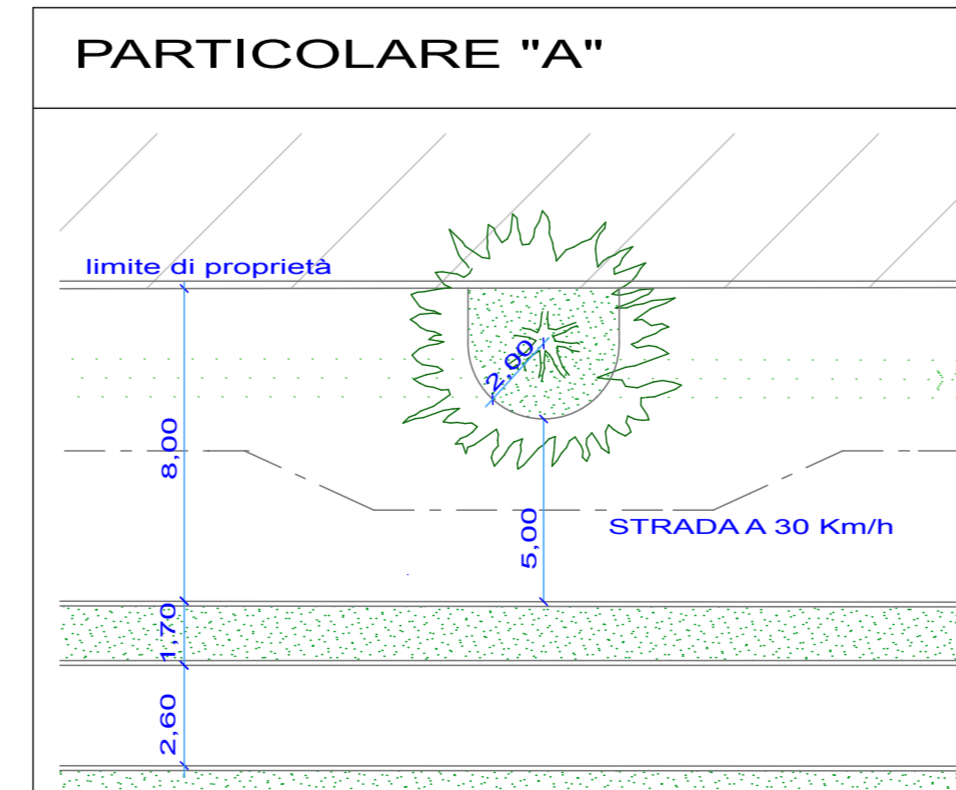 PARTICOLARE "A"
limite di proprietà
2,00
8,00
5,00
STRADA A 30 Km/h
1,70
2,60